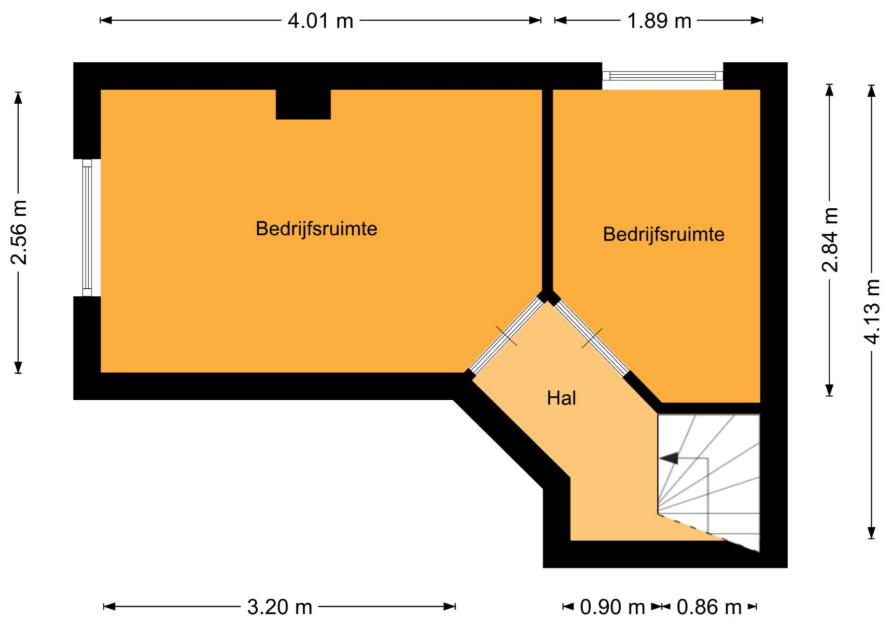 4.01 m
1.89 m
2.56 m
Bedrijfsruimte
Bedrijfsruimte
2.84 m
4.13 m
Hal
3.20 m
0.90 m
0.86 m